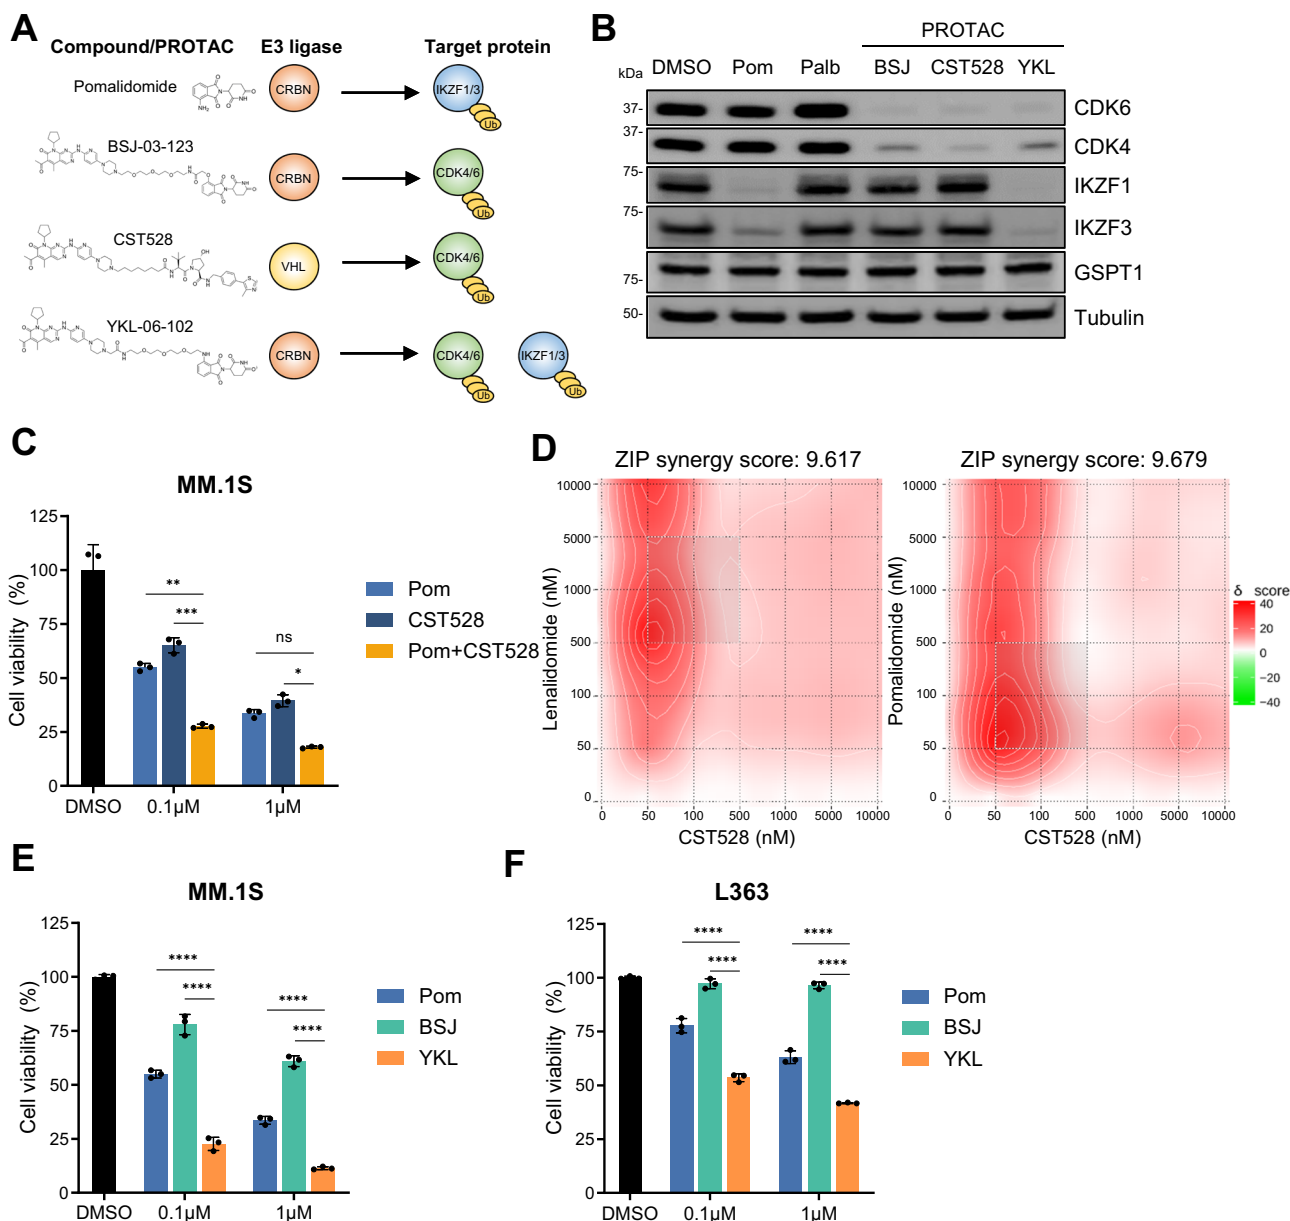 A
Compound/PROTAC
E3 ligase
Target protein
Pomalidomide
CRBN
IKZF1/3
Ub
BSJ-03-123
CRBN
CDK4/6
Ub
CST528
VHL
CDK4/6
Ub
YKL-06-102
CRBN
CDK4/6
IKZF1/3
Ub
Ub
B
PROTAC
kDa
DMSO
Pom
Palb
BSJ
CST528
YKL
37-
CDK6
37-
CDK4
75-
IKZF1
75-
IKZF3
75-
GSPT1
50-
Tubulin
C
MM.1S
Cell viability (%)
125
100
75
50
25
0
**
***
ns
*
DMSO
0.1µM
1µM
Pom
CST528
Pom+CST528
D
ZIP synergy score: 9.617
Lenalidomide (nM)
10000
5000
1000
500
100
50
0
0 50 100 500 1000 5000 10000
CST528 (nM)
ZIP synergy score: 9.679
Pomalidomide (nM)
10000
5000
1000
500
100
50
0
0 50 100 500 1000 5000 10000
CST528 (nM)
δ score
40
20
0
−20
−40
E
MM.1S
Cell viability (%)
125
100
75
50
25
0
****
****
****
****
DMSO
0.1µM
1µM
Pom
BSJ
YKL
F
L363
Cell viability (%)
125
100
75
50
25
0
****
****
****
****
DMSO
0.1µM
1µM
Pom
BSJ
YKL